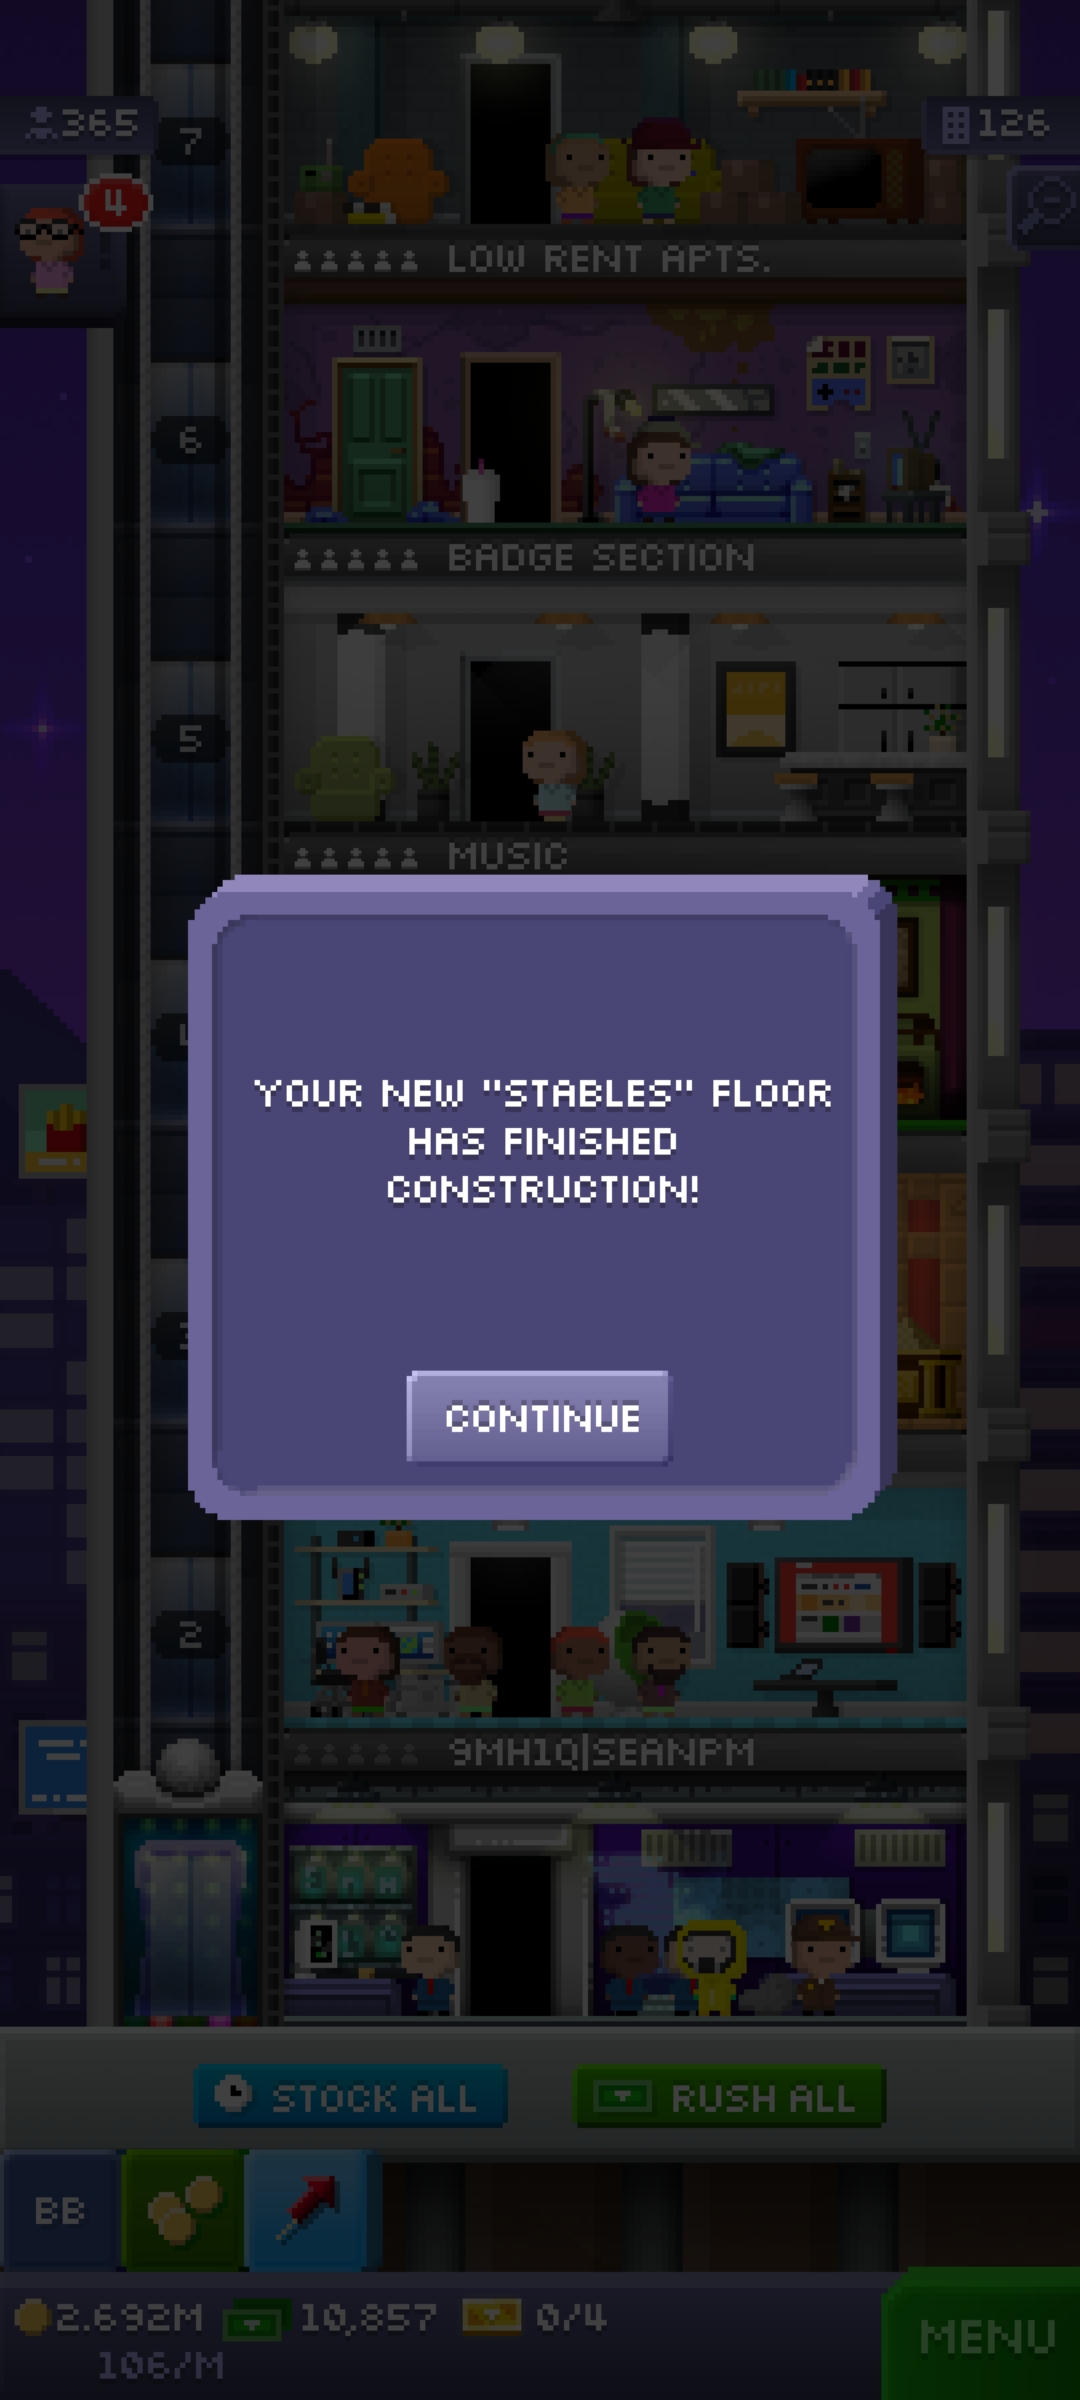 365
7
126
4
LOW RENT APTS.
6
BADGE SECTION
5
MUSIC
YOUR NEW "STABLES" FLOOR
HAS FINISHED
CONSTRUCTION!
CONTINUE
2
9MH1Q|SEANPM
STOCK ALL
RUSH ALL
BB
2.692M
10,857
0/4
MENU
106/M